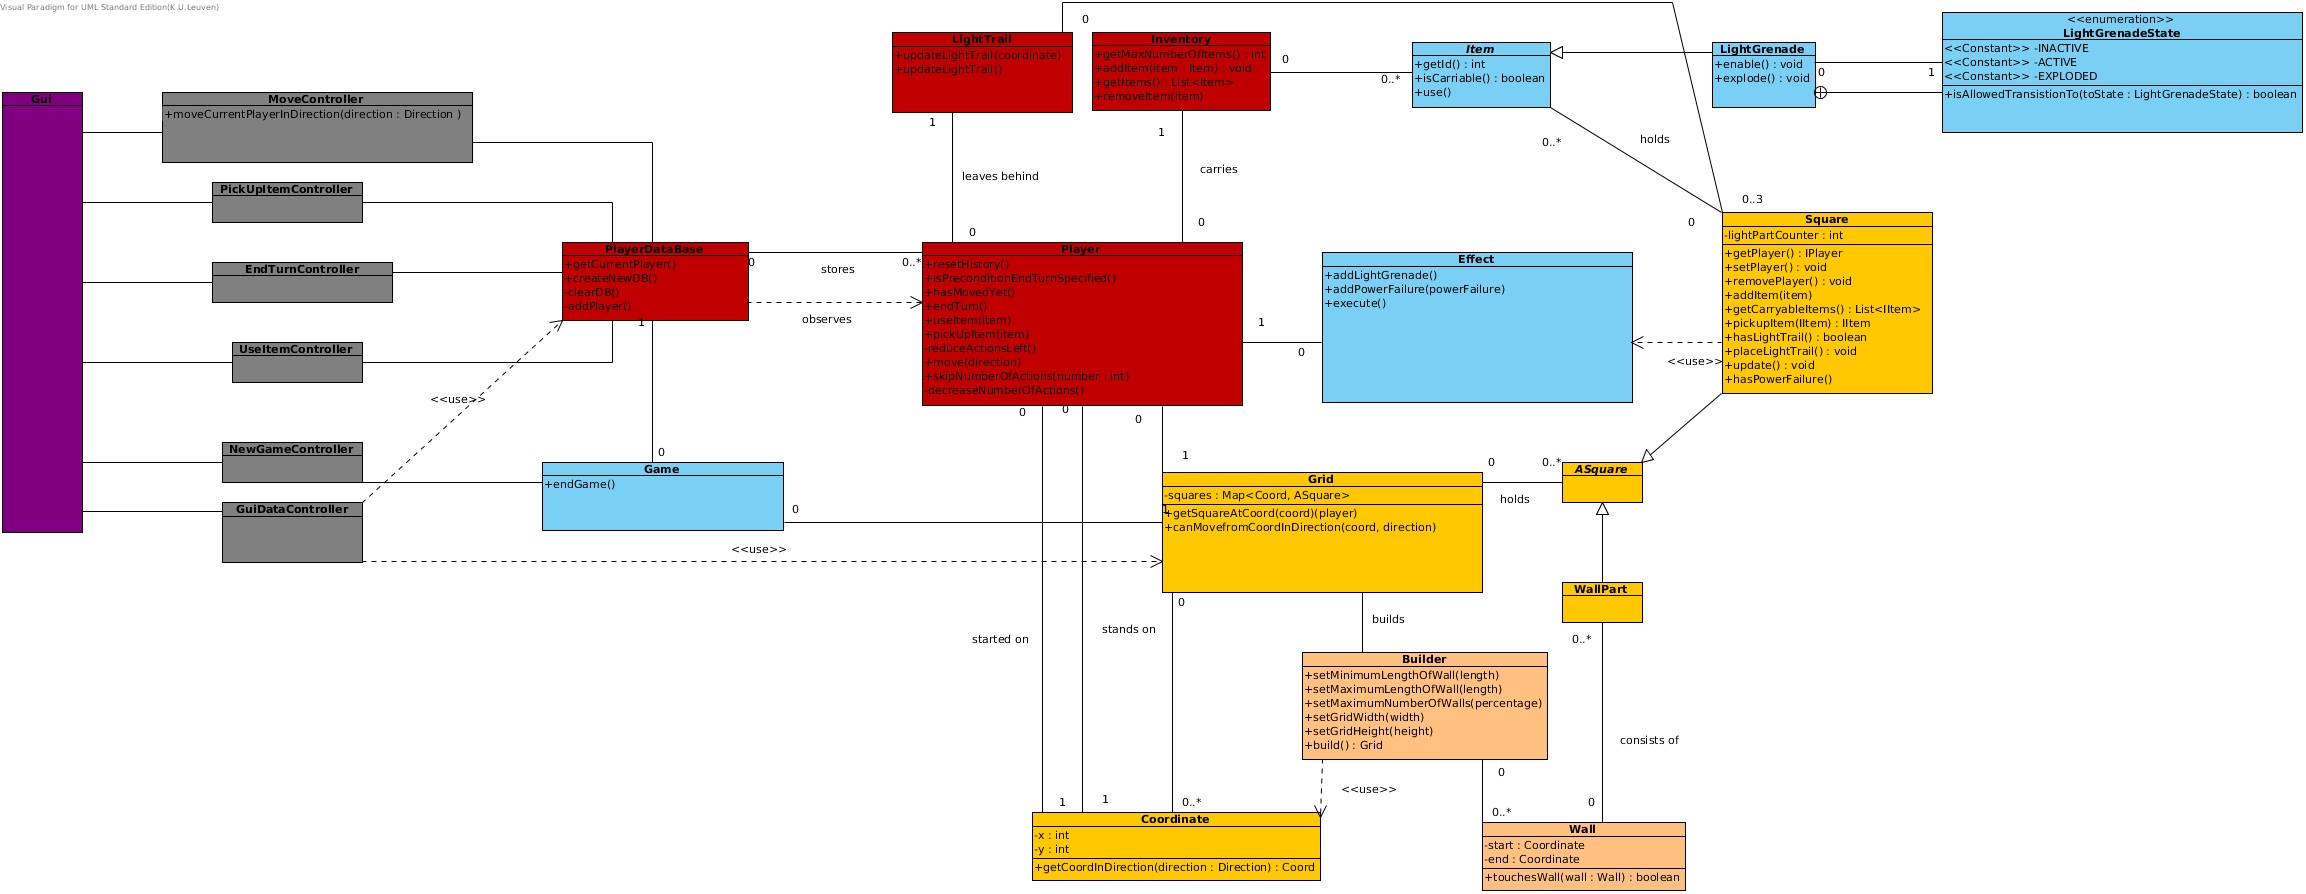 Visual Paradigm for UML Standard Edition(K.U.Leuven)
Gui
MoveController
+moveCurrentPlayerInDirection(direction : Direction )
PickUpItemController
EndTurnController
UseItemController
<<use>>
NewGameController
GuiDataController
<<use>>
PlayerDataBase
+getCurrentPlayer()
+createNewDB()
-clearDB()
-addPlayer()
1
0
0
stores
0..*
observes
Game
+endGame()
0
1
LightTrail
+updateLightTrail(coordinate)
+updateLightTrail()
0
1
leaves behind
0
Inventory
+getMaxNumberOfItems() : int
+addItem(item : Item) : void
+getItems() : List<Item>
+removeItem(item)
0
0..*
1
carries
0
Player
+resetHistory()
+isPreconditionEndTurnSpecified()
+hasMovedYet()
+endTurn()
+useItem(item)
+pickUpItem(item)
-reduceActionsLeft()
+move(direction)
+skipNumberOfActions(number : int)
-decreaseNumberOfActions()
1
0
0
0
0
1
Item
+getId() : int
+isCarriable() : boolean
+use()
0..*
holds
0
0..3
LightGrenade
+enable() : void
+explode() : void
0
1
<<enumeration>>
LightGrenadeState
<<Constant>> -INACTIVE
<<Constant>> -ACTIVE
<<Constant>> -EXPLODED
+isAllowedTransistionTo(toState : LightGrenadeState) : boolean
Effect
+addLightGrenade()
+addPowerFailure(powerFailure)
+execute()
<<use>>
Square
-lightPartCounter : int
+getPlayer() : IPlayer
+setPlayer() : void
+removePlayer() : void
+addItem(item)
+getCarryableItems() : List<IItem>
+pickupItem(IItem) : IItem
+hasLightTrail() : boolean
+placeLightTrail() : void
+update() : void
+hasPowerFailure()
Grid
-squares : Map<Coord, ASquare>
+getSquareAtCoord(coord)(player)
+canMovefromCoordInDirection(coord, direction)
0
0..*
holds
ASquare
WallPart
0..*
consists of
0
0
builds
started on
stands on
1
1
0..*
Builder
+setMinimumLengthOfWall(length)
+setMaximumLengthOfWall(length)
+setMaximumNumberOfWalls(percentage)
+setGridWidth(width)
+setGridHeight(height)
+build() : Grid
<<use>>
0
0..*
Coordinate
-x : int
-y : int
+getCoordInDirection(direction : Direction) : Coord
Wall
-start : Coordinate
-end : Coordinate
+touchesWall(wall : Wall) : boolean